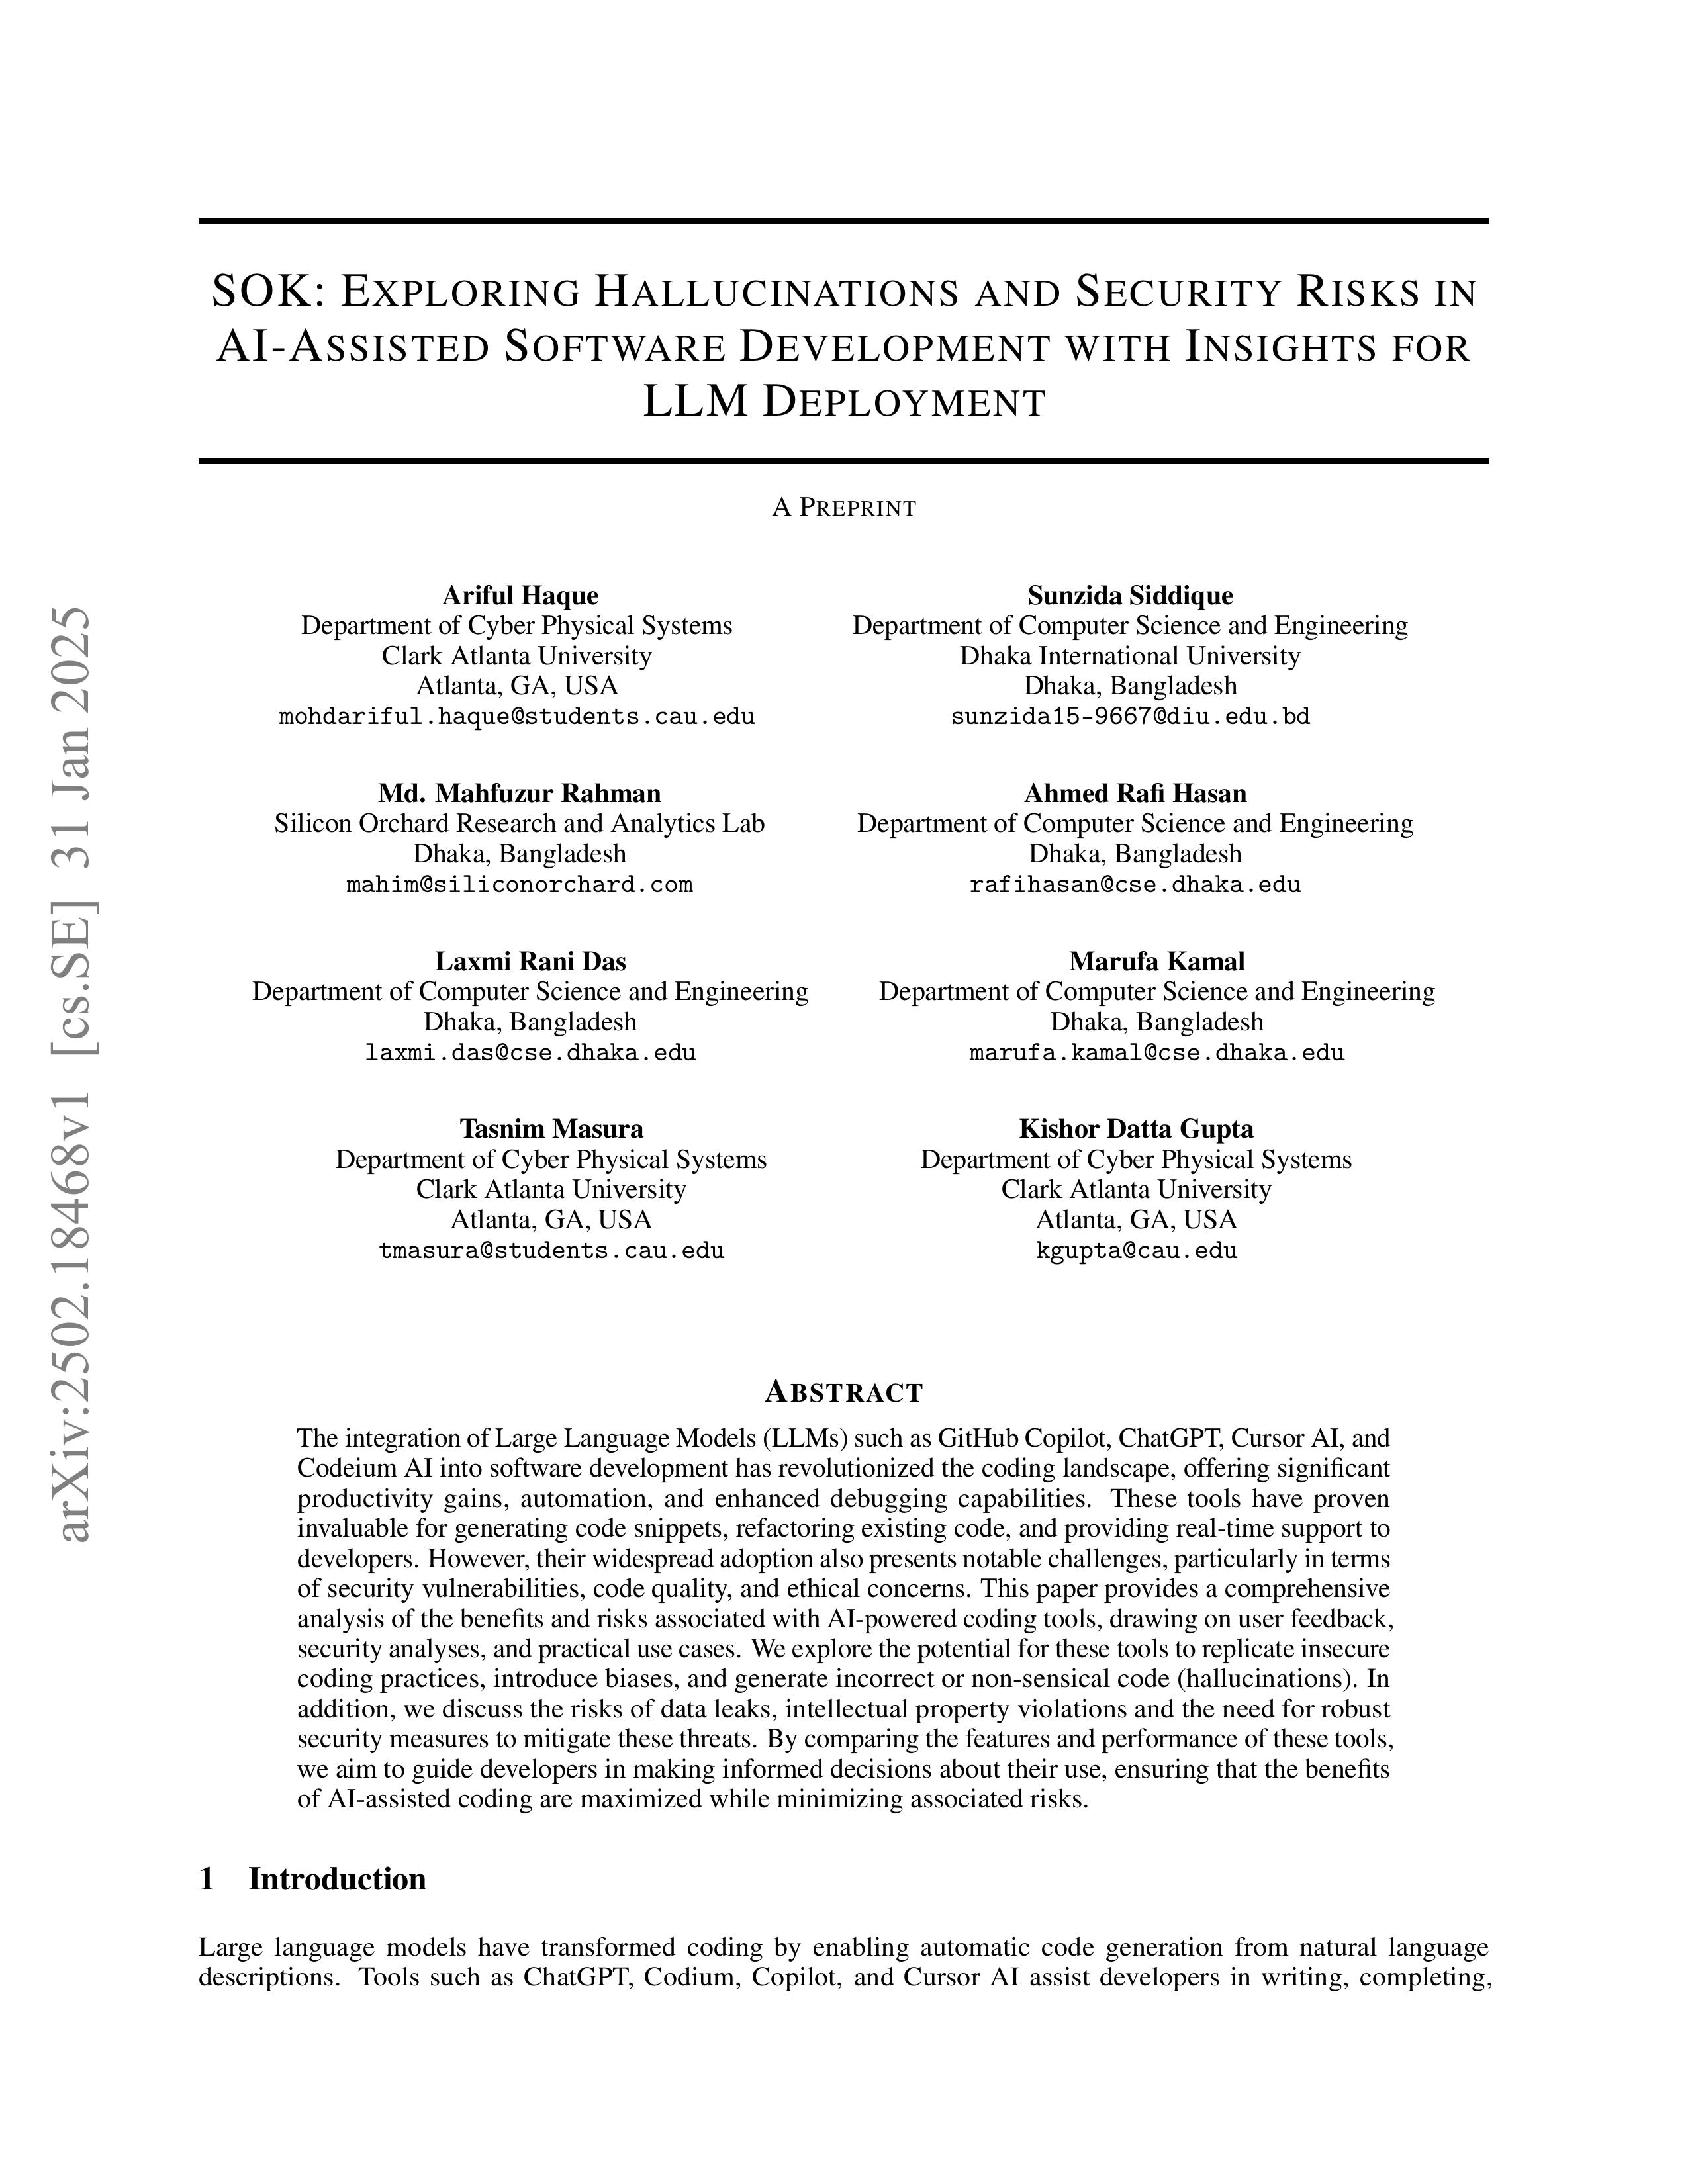 SOK: EXPLORING HALLUCINATIONS AND SECURITY RISKS IN
AI-ASSISTED SOFTWARE DEVELOPMENT WITH INSIGHTS FOR
LLM DEPLOYMENT
A PREPRINT
Ariful Haque
Department of Cyber Physical Systems
Clark Atlanta University
Atlanta, GA, USA
mohdariful.haque@students.cau.edu
Sunzida Siddique
Department of Computer Science and Engineering
Dhaka International University
Dhaka, Bangladesh
sunzida15-9667@diu.edu.bd
Md. Mahfuzur Rahman
Silicon Orchard Research and Analytics Lab
Dhaka, Bangladesh
mahim@siliconorchard.com
Ahmed Rafi Hasan
Department of Computer Science and Engineering
Dhaka, Bangladesh
rafihasan@cse.dhaka.edu
Laxmi Rani Das
Department of Computer Science and Engineering
Dhaka, Bangladesh
laxmi.das@cse.dhaka.edu
Marufa Kamal
Department of Computer Science and Engineering
Dhaka, Bangladesh
marufa.kamal@cse.dhaka.edu
Tasnim Masura
Department of Cyber Physical Systems
Clark Atlanta University
Atlanta, GA, USA
tmasura@students.cau.edu
Kishor Datta Gupta
Department of Cyber Physical Systems
Clark Atlanta University
Atlanta, GA, USA
kgupta@cau.edu
arXiv:2502.18468v1 [cs.SE] 31 Jan 2025
ABSTRACT
The integration of Large Language Models (LLMs) such as GitHub Copilot, ChatGPT, Cursor AI, and
Codeium AI into software development has revolutionized the coding landscape, offering significant
productivity gains, automation, and enhanced debugging capabilities. These tools have proven
invaluable for generating code snippets, refactoring existing code, and providing real-time support to
developers. However, their widespread adoption also presents notable challenges, particularly in terms
of security vulnerabilities, code quality, and ethical concerns. This paper provides a comprehensive
analysis of the benefits and risks associated with AI-powered coding tools, drawing on user feedback,
security analyses, and practical use cases. We explore the potential for these tools to replicate insecure
coding practices, introduce biases, and generate incorrect or non-sensical code (hallucinations). In
addition, we discuss the risks of data leaks, intellectual property violations and the need for robust
security measures to mitigate these threats. By comparing the features and performance of these tools,
we aim to guide developers in making informed decisions about their use, ensuring that the benefits
of AI-assisted coding are maximized while minimizing associated risks.
1 Introduction
Large language models have transformed coding by enabling automatic code generation from natural language
descriptions. Tools such as ChatGPT, Codium, Copilot, and Cursor AI assist developers in writing, completing,